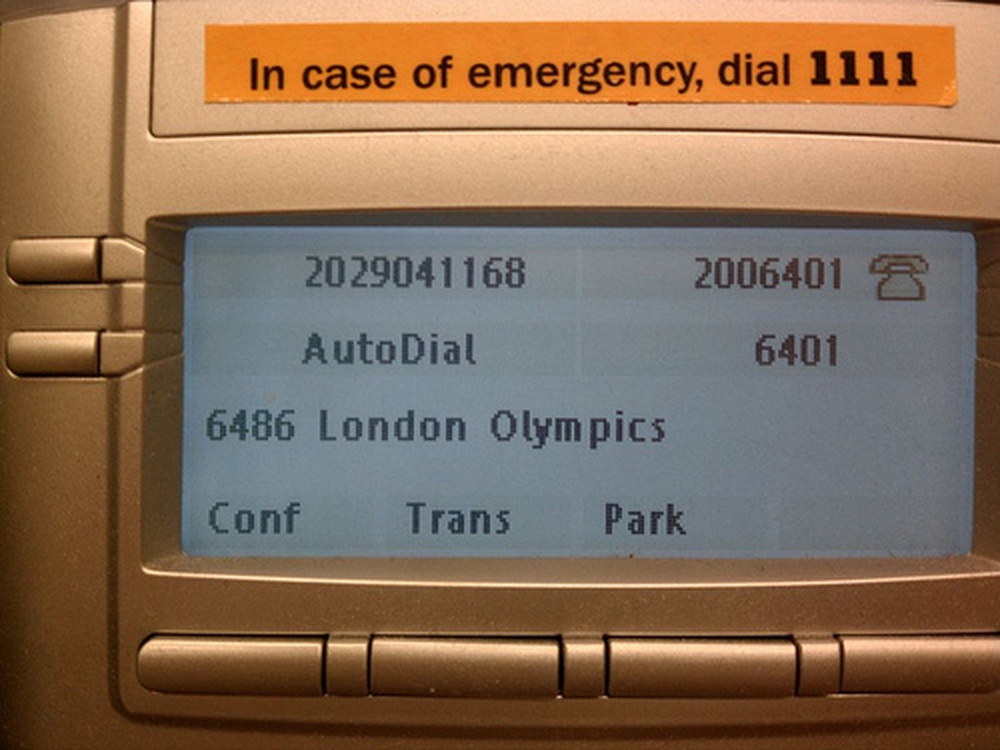 In case of emergency, dial 1111
2029041168 2006401
AutoDial 6401
6486 London Olympics
Conf Trans Park